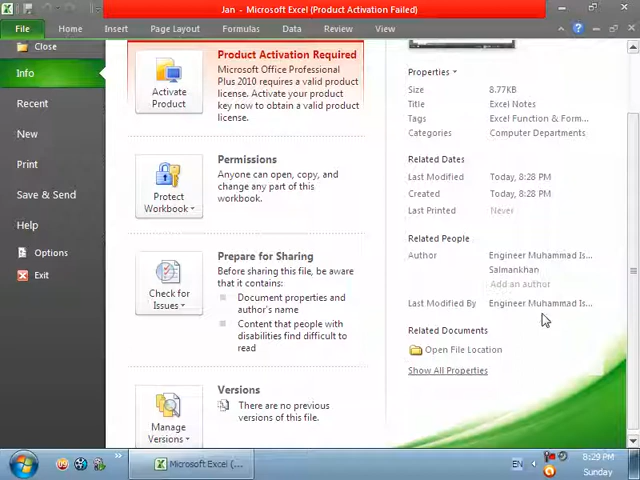 Jan - Microsoft Excel (Product Activation Failed)
File Home Insert Page Layout Formulas Data Review View
Close
Info
Recent
New
Print
Save & Send
Help
Options
Exit
Activate
Product
Product Activation Required
Microsoft Office Professional
Plus 2010 requires a valid product
license. Activate your product
key now to obtain a valid product
license.
Protect
Workbook
Permissions
Anyone can open, copy, and
change any part of this
workbook.
Check for
Issues
Prepare for Sharing
Before sharing this file, be aware
that it contains:
Document properties and
author's name
Content that people with
disabilities find difficult to
read
Manage
Versions
Versions
There are no previous
versions of this file.
Properties
Size 8.77KB
Title Excel Notes
Tags Excel Function & Form...
Categories Computer Departments
Related Dates
Last Modified Today, 8:28 PM
Created Today, 8:28 PM
Last Printed Never
Related People
Author Engineer Muhammad Is...
Salmankhan
Add an author
Last Modified By Engineer Muhammad Is...
Related Documents
Open File Location
Show All Properties
Microsoft Excel (...
EN
8:29 PM
Sunday